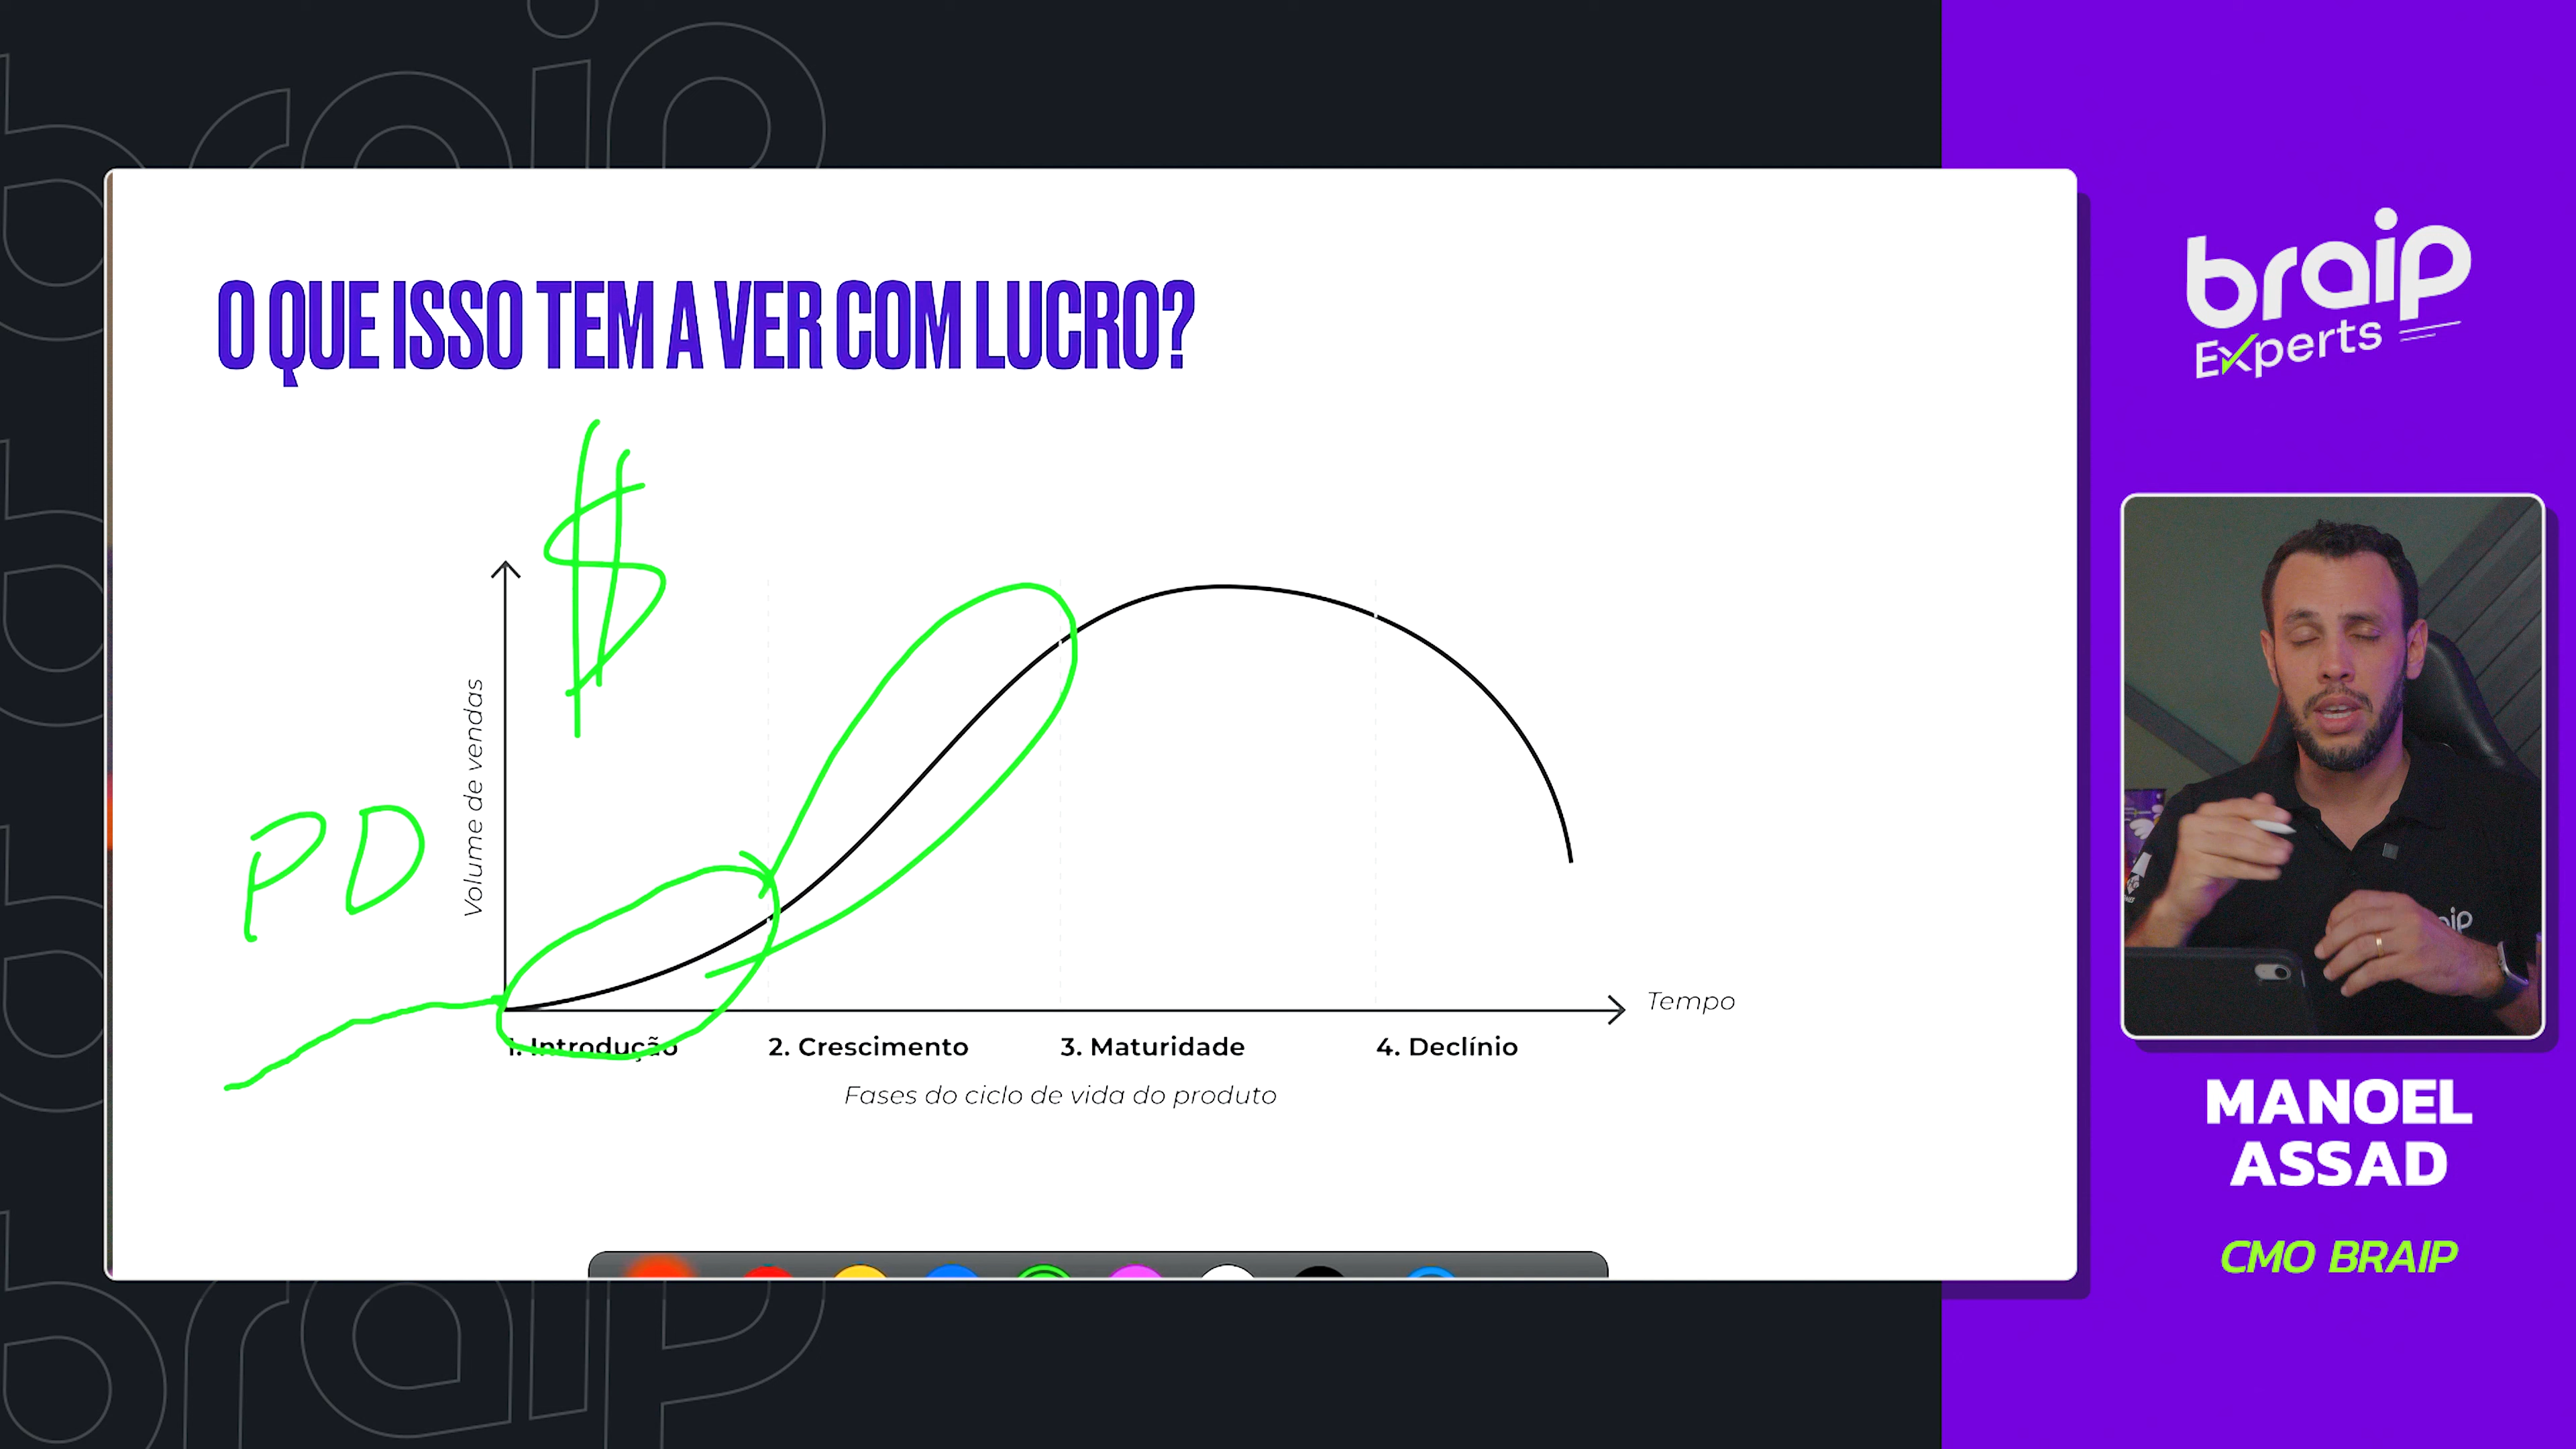 braip
O QUE ISSO TEM A VER COM LUCRO?
$
PD
Volume de vendas
Tempo
1. Introdução
2. Crescimento
3. Maturidade
4. Declínio
Fases do ciclo de vida do produto
braip
Experts
MANOEL
ASSAD
CMO BRAIP